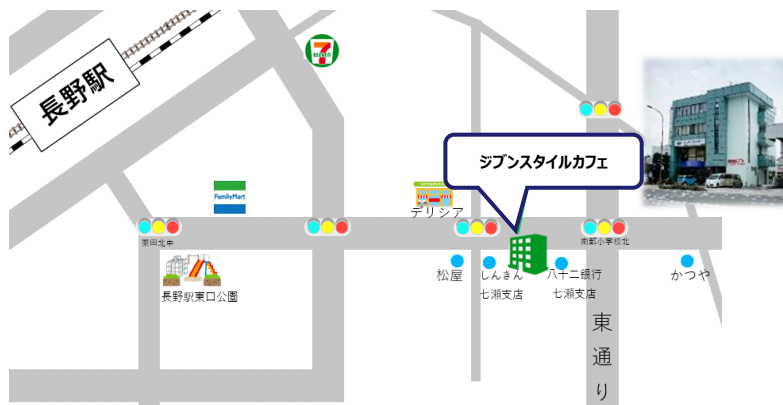 長野駅
7
ELEVEN
ジブンスタイルカフェ
FamilyMart
デリシア
栗田北中
南部小学校北
長野駅東口公園
松屋
しんきん
七瀬支店
八十二銀行
七瀬支店
かつや
東通り